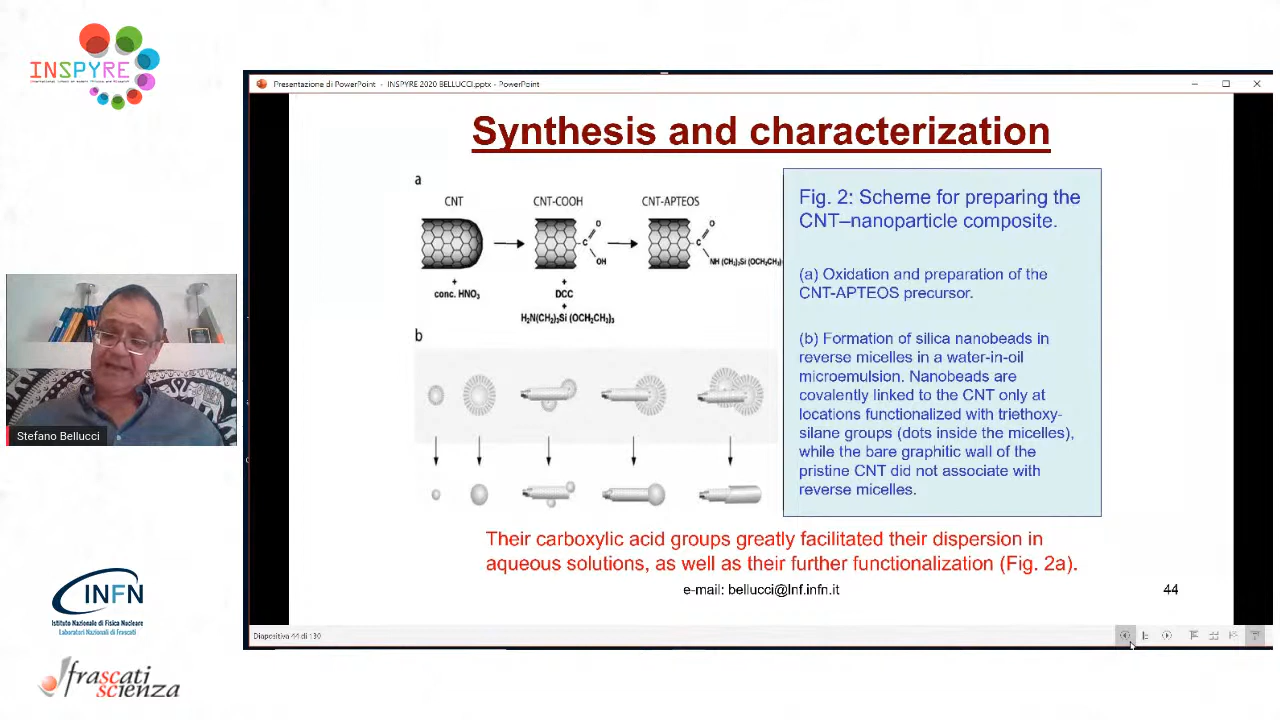 INSPYRE
Presentazione di PowerPoint - INSPYRE 2020 BELLUCCI.pptx - PowerPoint
Synthesis and characterization
a
CNT
CNT-COOH
CNT-APTEOS
O
O
C
C
OH
NH (CH₂)₃Si (OCH₂CH₃)
+
conc. HNO₃
+
DCC
+
H₂N(CH₂)₃Si (OCH₂CH₃)₃
b
Fig. 2: Scheme for preparing the
CNT–nanoparticle composite.
(a) Oxidation and preparation of the
CNT-APTEOS precursor.
(b) Formation of silica nanobeads in
reverse micelles in a water-in-oil
microemulsion. Nanobeads are
covalently linked to the CNT only at
locations functionalized with triethoxy-
silane groups (dots inside the micelles),
while the bare graphitic wall of the
pristine CNT did not associate with
reverse micelles.
Their carboxylic acid groups greatly facilitated their dispersion in
aqueous solutions, as well as their further functionalization (Fig. 2a).
e-mail: bellucci@lnf.infn.it
44
Diapositiva 44 di 130
Stefano Bellucci
INFN
Istituto Nazionale di Fisica Nucleare
Laboratori Nazionali di Frascati
frascati
scienza